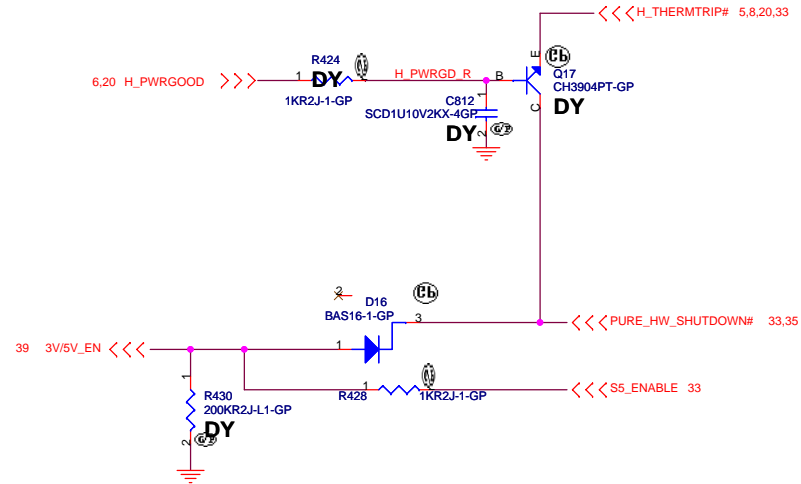 H_THERMTRIP# 5,8,20,33
R424
6,20 H_PWRGOOD
1
DY
H_PWRGD_R
B
E
Q17
CH3904PT-GP
1KR2J-1-GP
C812
1
SCD1U10V2KX-4GP
C
DY
DY
2
2
D16
BAS16-1-GP
3
PURE_HW_SHUTDOWN# 33,35
39 3V/5V_EN
1
1
R430
200KR2J-L1-GP
R428
1
1KR2J-1-GP
S5_ENABLE 33
DY
2